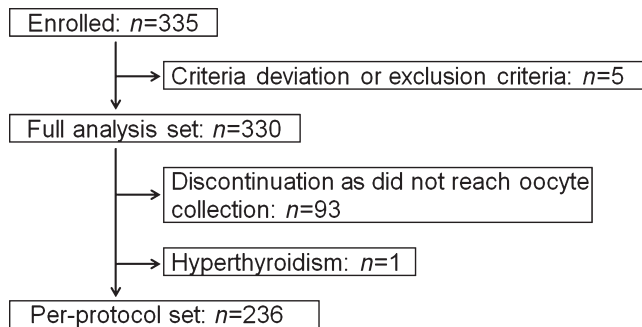 Enrolled: n=335
Criteria deviation or exclusion criteria: n=5
Full analysis set: n=330
Discontinuation as did not reach oocyte
collection: n=93
Hyperthyroidism: n=1
Per-protocol set: n=236